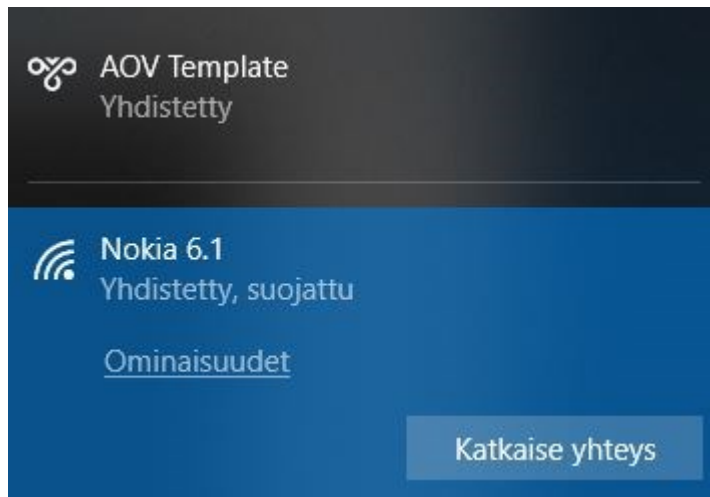 AOV Template
Yhdistetty
Nokia 6.1
Yhdistetty, suojattu
Ominaisuudet
Katkaise yhteys